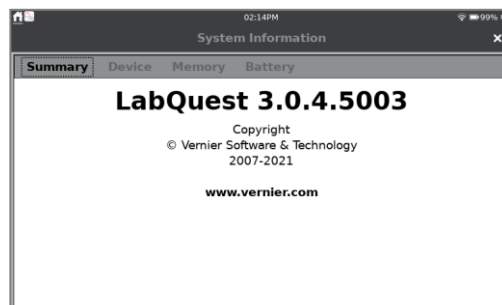 02:14PM
99%
System Information
×
Summary Device Memory Battery
LabQuest 3.0.4.5003
Copyright
© Vernier Software & Technology
2007-2021
www.vernier.com